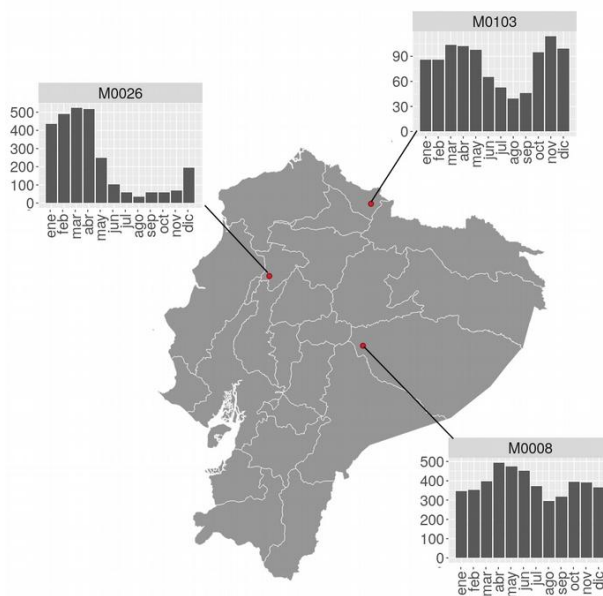 M0103
90
60
30
0
ene
feb
mar
abr
may
jun
jul
ago
sep
oct
nov
dic
M0026
500
400
300
200
100
0
ene
feb
mar
abr
may
jun
jul
ago
sep
oct
nov
dic
M0008
500
400
300
200
100
0
ene
feb
mar
abr
may
jun
jul
ago
sep
oct
nov
dic